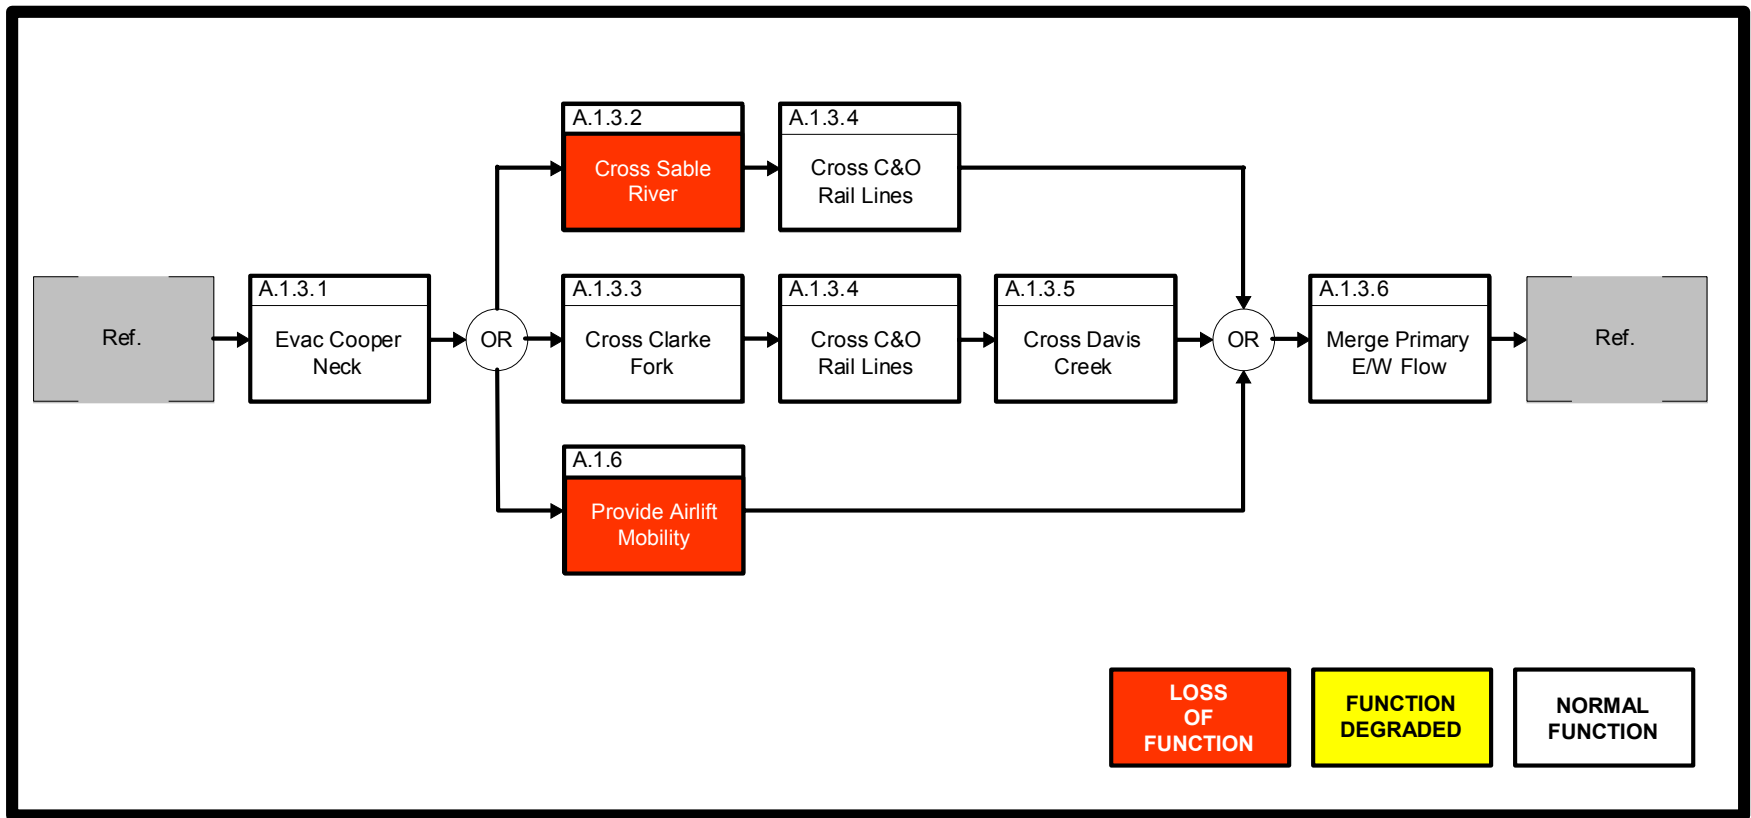 A.1.3.2
Cross Sable
River
A.1.3.4
Cross C&O
Rail Lines
Ref.
A.1.3.1
Evac Cooper
Neck
OR
A.1.3.3
Cross Clarke
Fork
A.1.3.4
Cross C&O
Rail Lines
A.1.3.5
Cross Davis
Creek
OR
A.1.3.6
Merge Primary
E/W Flow
Ref.
A.1.6
Provide Airlift
Mobility
LOSS
OF
FUNCTION
FUNCTION
DEGRADED
NORMAL
FUNCTION